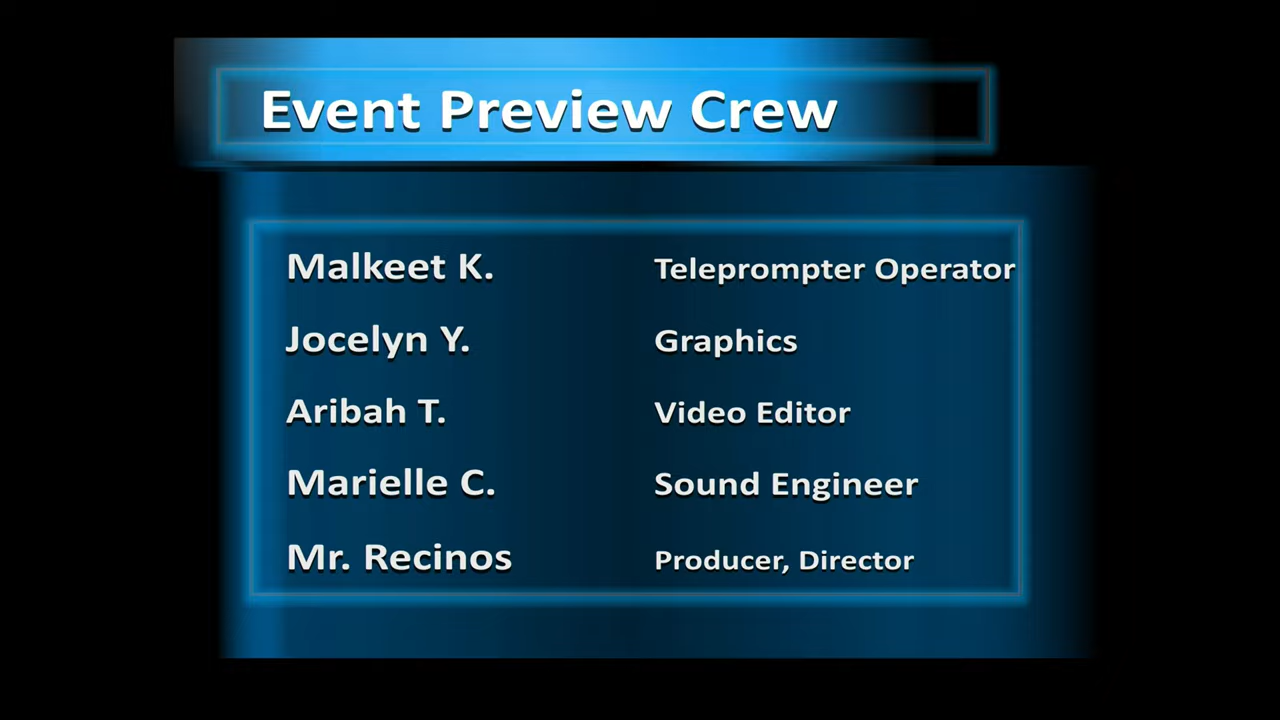 Event Preview Crew
Malkeet K. Teleprompter Operator
Jocelyn Y. Graphics
Aribah T. Video Editor
Marielle C. Sound Engineer
Mr. Recinos Producer, Director